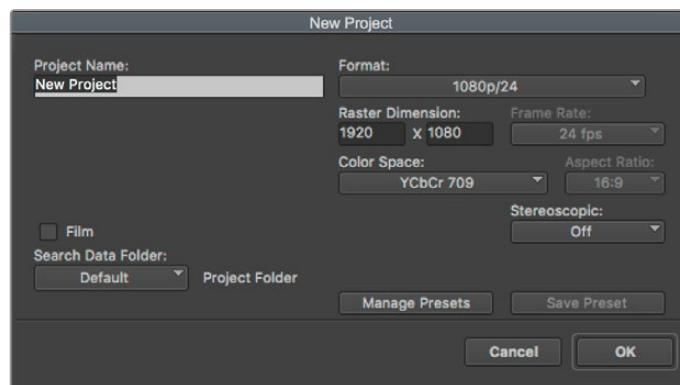 New Project
Project Name:
New Project
Format:
1080p/24
Raster Dimension:
Frame Rate:
1920 X 1080
24 fps
Color Space:
Aspect Ratio:
YCbCr 709
16:9
Stereoscopic:
Film
Off
Search Data Folder:
Default
Project Folder
Manage Presets
Save Preset
Cancel
OK